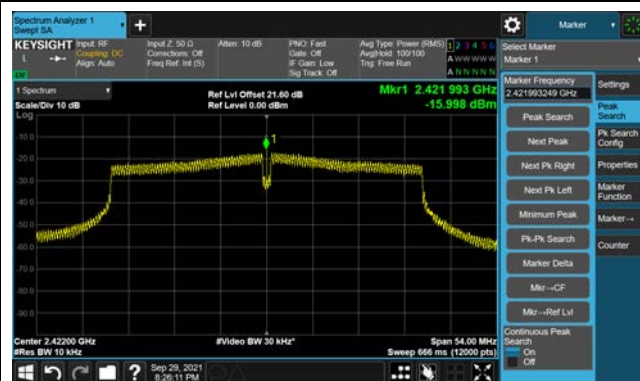 Spectrum Analyzer 1
Swept SA
Marker
KEYSIGHT
Input: RF
Coupling: DC
Align: Auto
Input Z: 50 Ω
Corrections: Off
Freq Ref: Int (S)
Atten: 10 dB
PNO: Fast
Gate: Off
IF Gain: Low
Sig Track: Off
Avg Type: Power (RMS)
Avg|Hold: 100/100
Trig: Free Run
1 2 3 4 5 6
A W W W W W
A N N N N N
Select Marker
Marker 1
1 Spectrum
Scale/Div 10 dB
Log
Ref Lvl Offset 21.60 dB
Ref Level 0.00 dBm
Mkr1 2.421 993 GHz
-15.998 dBm
1
-10.0
-20.0
-30.0
-40.0
-50.0
-60.0
-70.0
-80.0
-90.0
Center 2.42200 GHz
#Res BW 10 kHz
#Video BW 30 kHz*
Span 54.00 MHz
Sweep 666 ms (12000 pts)
Marker Frequency
2.421993249 GHz
Peak Search
Next Peak
Next Pk Right
Next Pk Left
Minimum Peak
Pk-Pk Search
Marker Delta
Mkr→CF
Mkr→Ref Lvl
Continuous Peak
Search
On
Off
Settings
Peak
Search
Pk Search
Config
Properties
Marker
Function
Marker→
Counter
Sep 29, 2021
8:26:11 PM